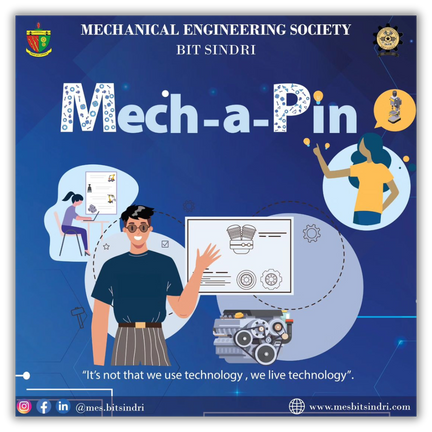 MECHANICAL ENGINEERING SOCIETY
BIT SINDRI
Mech-a-Pin
"It's not that we use technology , we live technology".
@mes.bitsindri
www.mesbitsindri.com